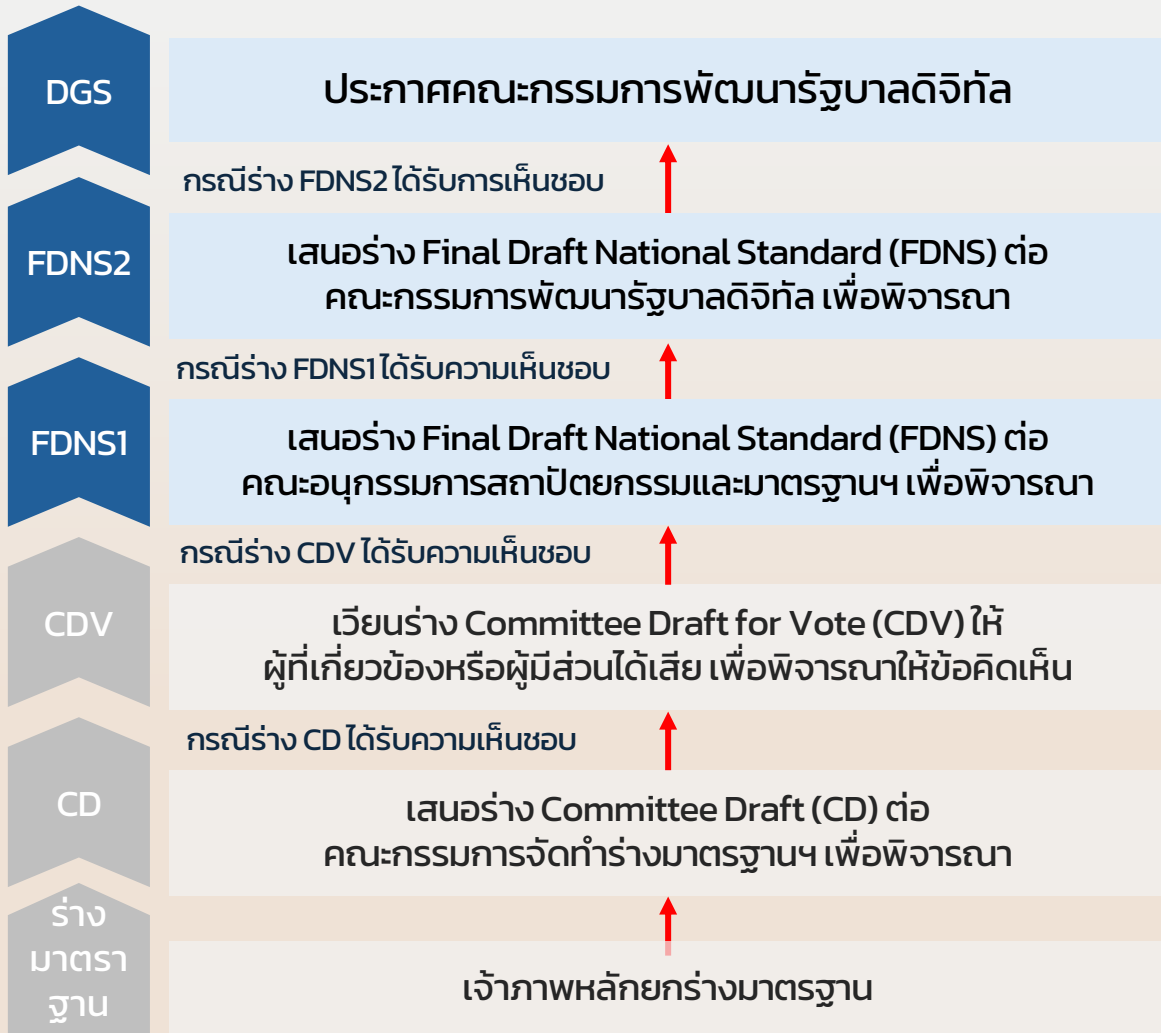 DGS
ประกาศคณะกรรมการพัฒนารัฐบาลดิจิทัล
กรณีร่าง FDNS2 ได้รับการเห็นชอบ
FDNS2
เสนอร่าง Final Draft National Standard (FDNS) ต่อ
คณะกรรมการพัฒนารัฐบาลดิจิทัล เพื่อพิจารณา
กรณีร่าง FDNS1 ได้รับความเห็นชอบ
FDNS1
เสนอร่าง Final Draft National Standard (FDNS) ต่อ
คณะอนุกรรมการสถาปัตยกรรมและมาตรฐานฯ เพื่อพิจารณา
กรณีร่าง CDV ได้รับความเห็นชอบ
CDV
เวียนร่าง Committee Draft for Vote (CDV) ให้
ผู้ที่เกี่ยวข้องหรือผู้มีส่วนได้เสีย เพื่อพิจารณาให้ข้อคิดเห็น
กรณีร่าง CD ได้รับความเห็นชอบ
CD
เสนอร่าง Committee Draft (CD) ต่อ
คณะกรรมการจัดทำร่างมาตรฐานฯ เพื่อพิจารณา
ร่าง
มาตรา
ฐาน
เจ้าภาพหลักยกร่างมาตรฐาน